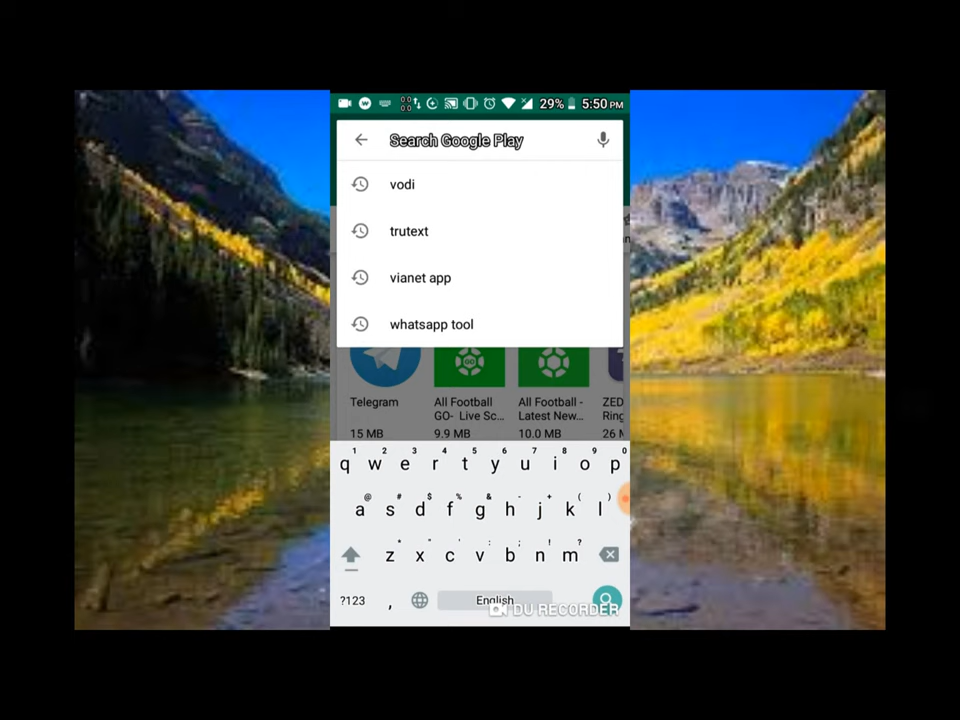 29% 5:50 PM
Search Google Play
vodi
trutext
vianet app
whatsapp tool
Telegram
All Football
GO- Live Sc...
All Football -
Latest New...
ZED
Ring
15 MB
9.9 MB
10.0 MB
26 M
1 2 3 4 5 6 7 8 9 0
q w e r t y u i o p
@ # $ % & - + ( )
a s d f g h j k l
* " ' : ; ! ?
z x c v b n m
?123 , English
DU RECORDER